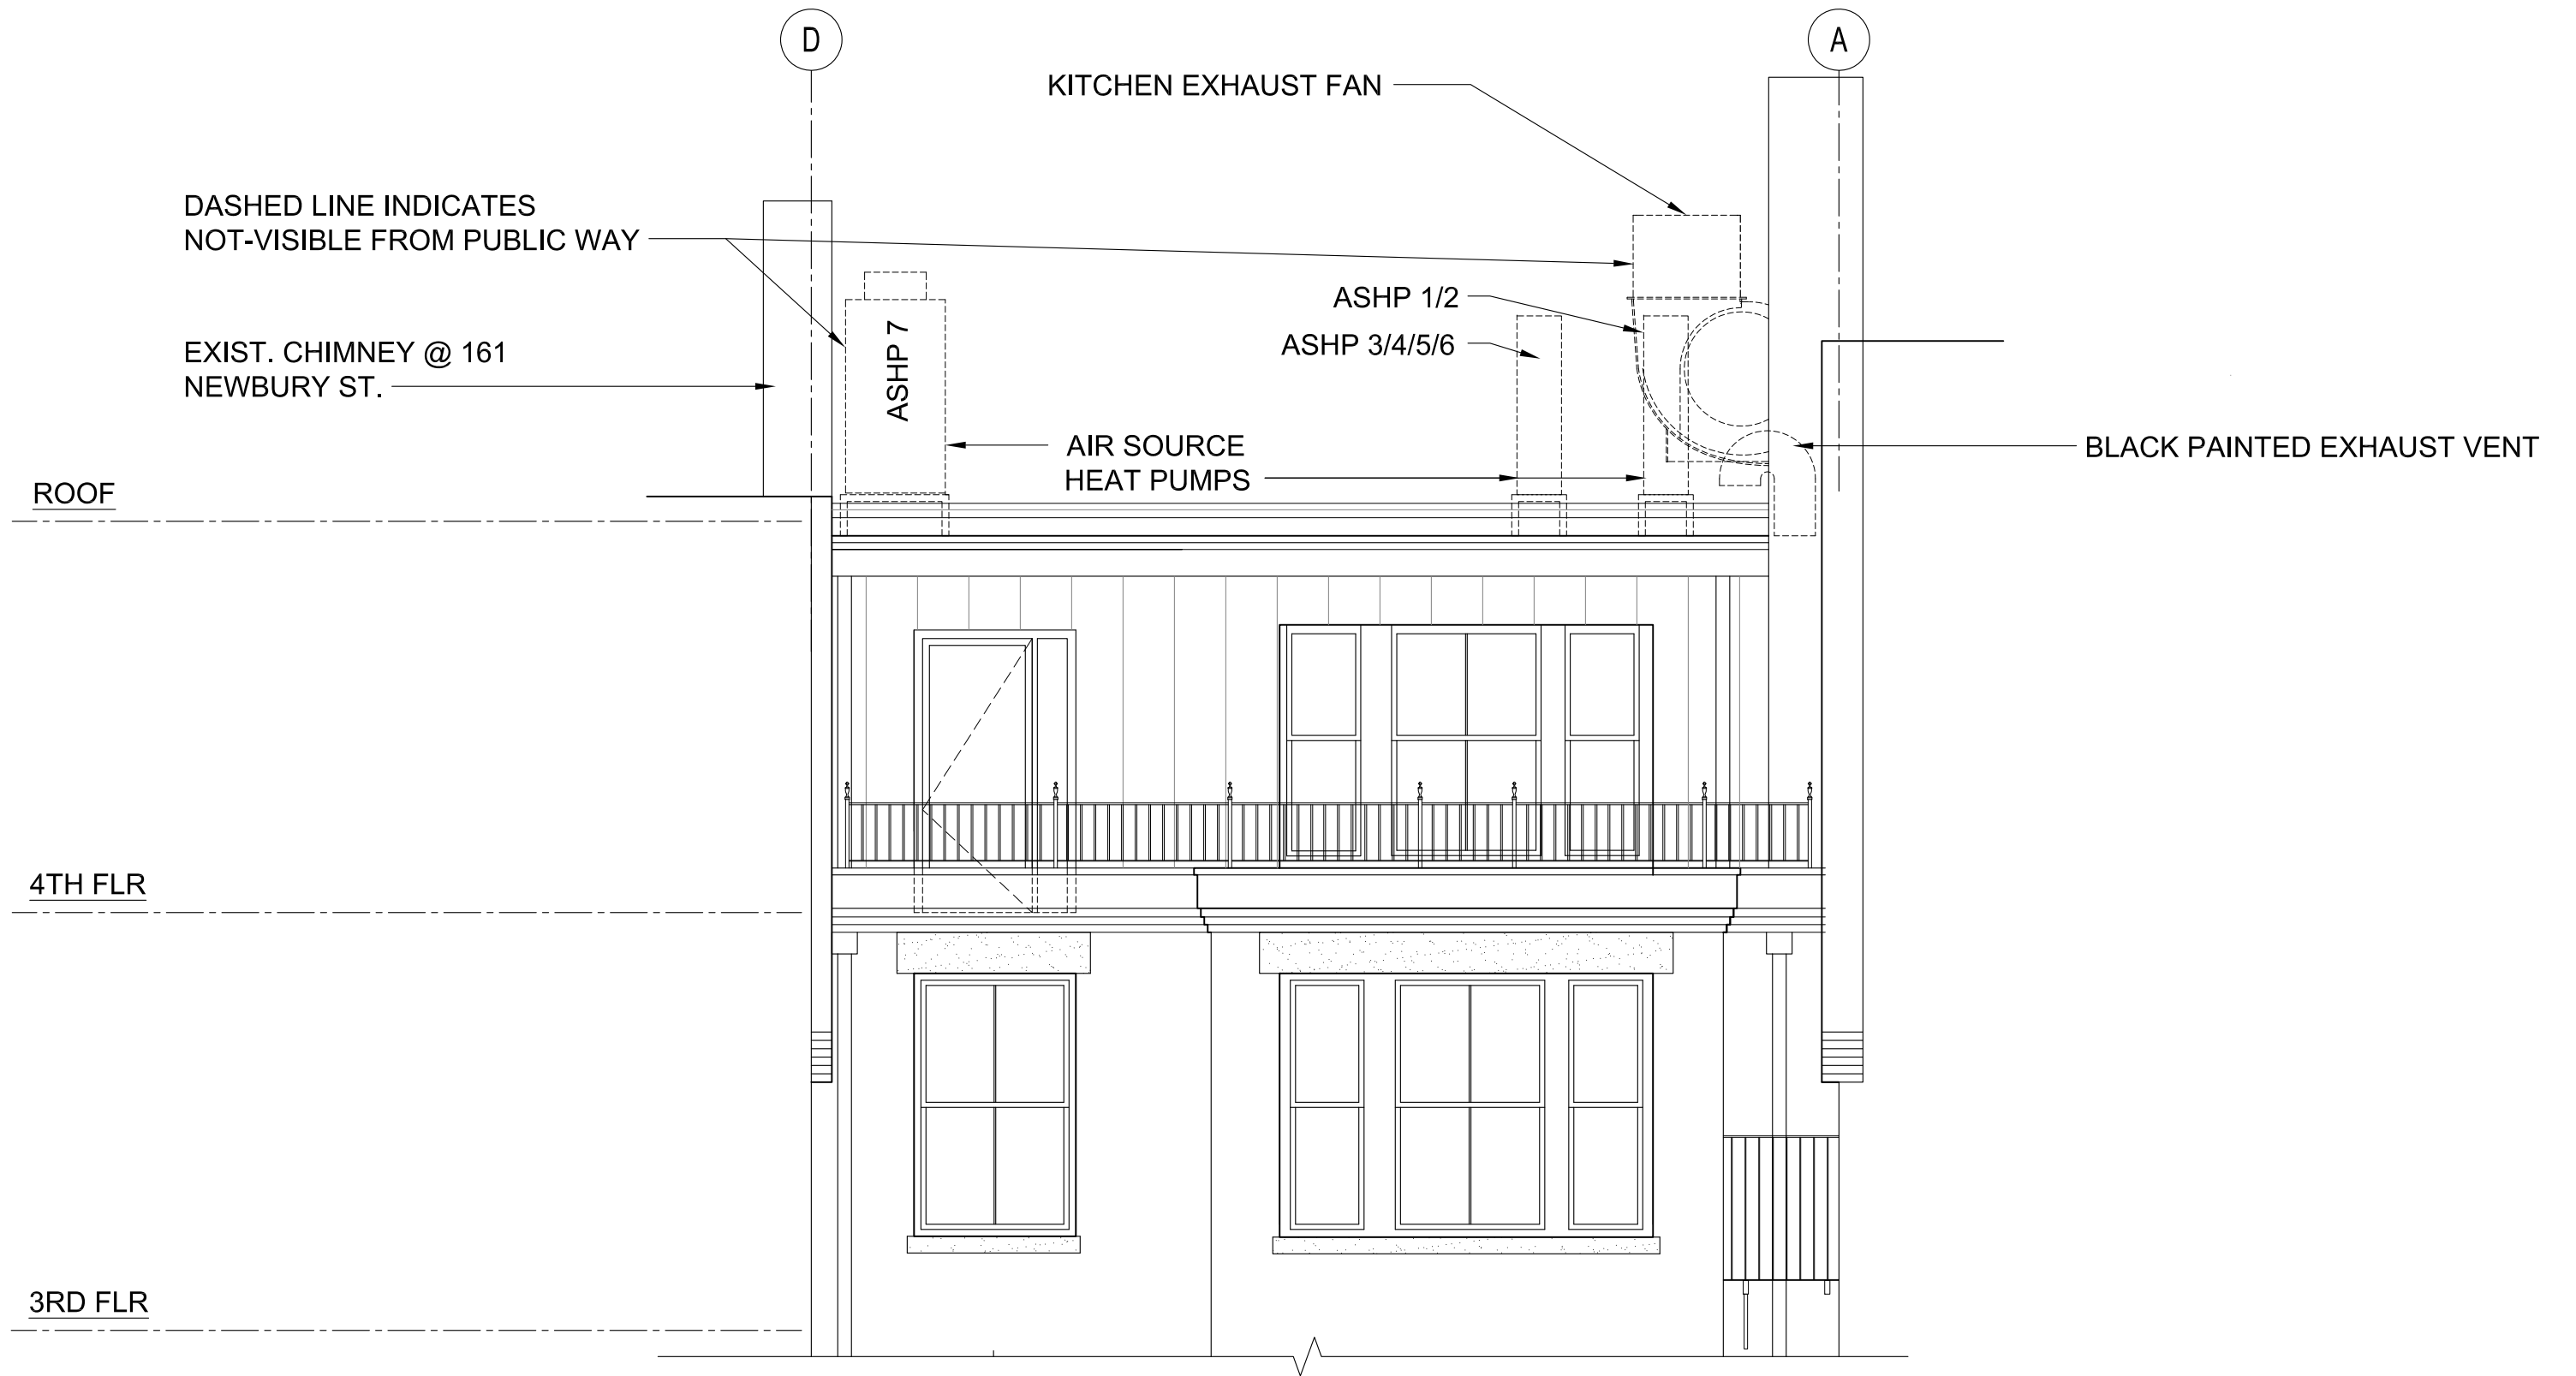 D
A
KITCHEN EXHAUST FAN
DASHED LINE INDICATES
NOT-VISIBLE FROM PUBLIC WAY
ASHP 1/2
ASHP 3/4/5/6
ASHP 7
EXIST. CHIMNEY @ 161
NEWBURY ST.
AIR SOURCE
HEAT PUMPS
BLACK PAINTED EXHAUST VENT
ROOF
4TH FLR
3RD FLR